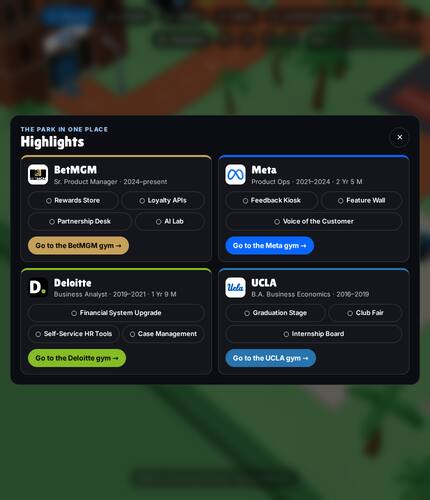 THE PARK IN ONE PLACE
Highlights
×
BetMGM
Sr. Product Manager · 2024–present
Rewards Store
Loyalty APIs
Partnership Desk
AI Lab
Go to the BetMGM gym →
Meta
Product Ops · 2021–2024 · 2 Yr 5 M
Feedback Kiosk
Feature Wall
Voice of the Customer
Go to the Meta gym →
D.
Deloitte
Business Analyst · 2019–2021 · 1 Yr 9 M
Financial System Upgrade
Self-Service HR Tools
Case Management
Go to the Deloitte gym →
Ucla
UCLA
B.A. Business Economics · 2016–2019
Graduation Stage
Club Fair
Internship Board
Go to the UCLA gym →